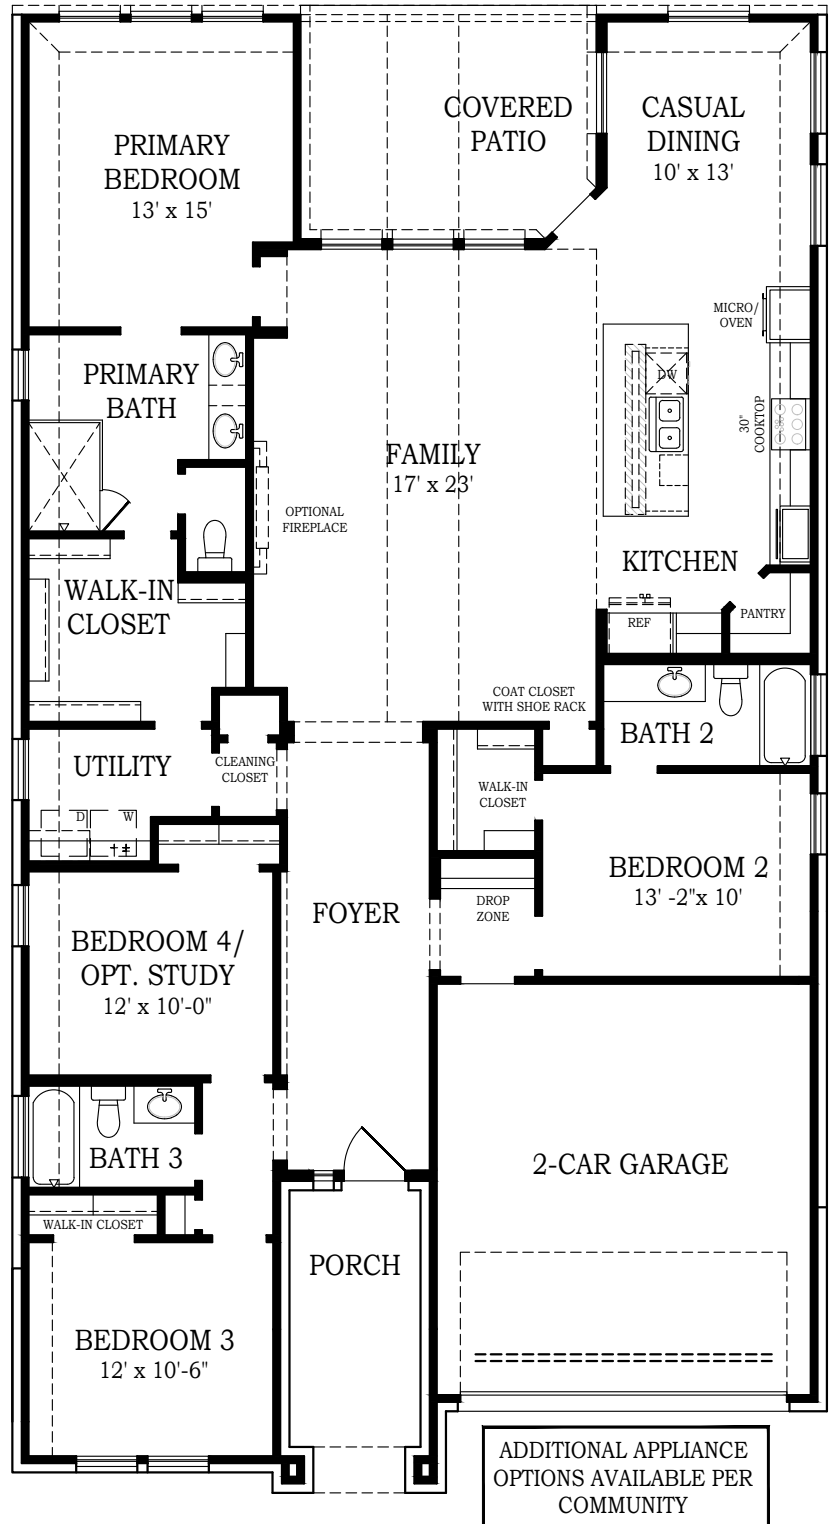 COVERED
PATIO
CASUAL
DINING
10' x 13'
PRIMARY
BEDROOM
13' x 15'
MICRO/
OVEN
PRIMARY
BATH
DW
30"
COOKTOP
FAMILY
17' x 23'
OPTIONAL
FIREPLACE
KITCHEN
WALK-IN
CLOSET
REF
PANTRY
COAT CLOSET
WITH SHOE RACK
BATH 2
UTILITY
CLEANING
CLOSET
WALK-IN
CLOSET
D
W
BEDROOM 2
13' -2"x 10'
DROP
ZONE
FOYER
BEDROOM 4/
OPT. STUDY
12' x 10'-0"
BATH 3
2-CAR GARAGE
WALK-IN CLOSET
PORCH
BEDROOM 3
12' x 10'-6"
ADDITIONAL APPLIANCE
OPTIONS AVAILABLE PER
COMMUNITY